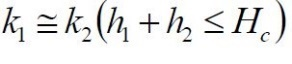 k₁ ≅ k₂(h₁ + h₂ ≤ H_c)